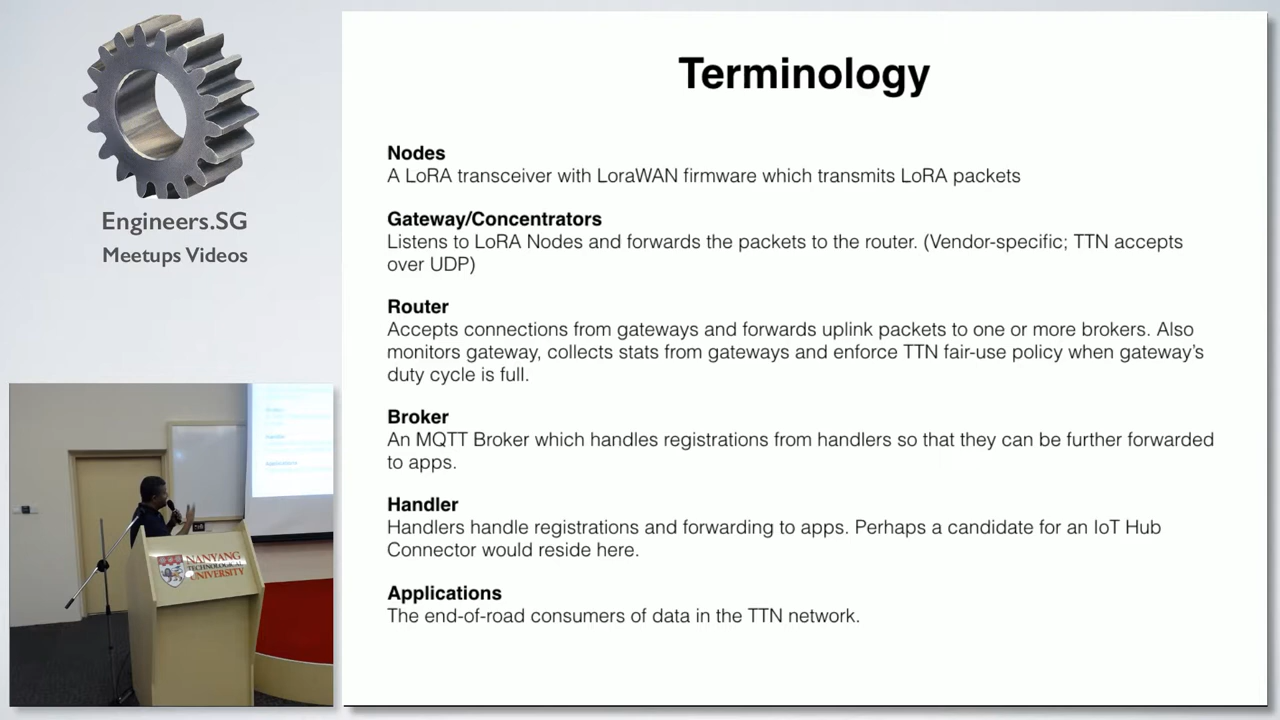 Engineers.SG
Meetups Videos
Terminology
Nodes
A LoRA transceiver with LoraWAN firmware which transmits LoRA packets
Gateway/Concentrators
Listens to LoRA Nodes and forwards the packets to the router. (Vendor-specific; TTN accepts
over UDP)
Router
Accepts connections from gateways and forwards uplink packets to one or more brokers. Also
monitors gateway, collects stats from gateways and enforce TTN fair-use policy when gateway's
duty cycle is full.
Broker
An MQTT Broker which handles registrations from handlers so that they can be further forwarded
to apps.
Handler
Handlers handle registrations and forwarding to apps. Perhaps a candidate for an IoT Hub
Connector would reside here.
Applications
The end-of-road consumers of data in the TTN network.
NANYANG
TECHNOLOGICAL
UNIVERSITY